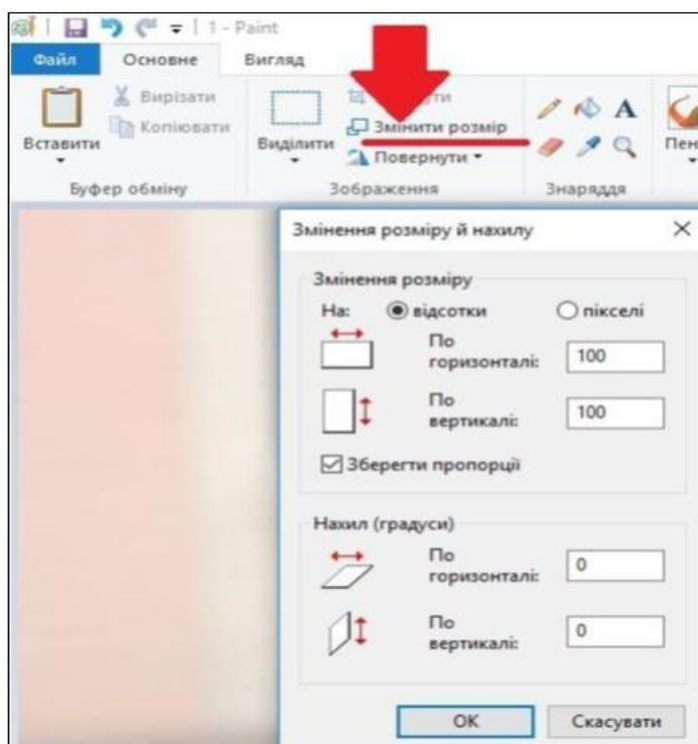 1 - Paint
Файл Основне Вигляд
Вирізати
Копіювати
Вставити
Буфер обміну
Виділити
Змінити розмір
Повернути
Зображення
A
Знаряддя
Пен
Змінення розміру й нахилу
Змінення розміру
На: відсотки пікселі
По
горизонталі: 100
По
вертикалі: 100
Зберегти пропорції
Нахил (градуси)
По
горизонталі: 0
По
вертикалі: 0
OK Скасувати